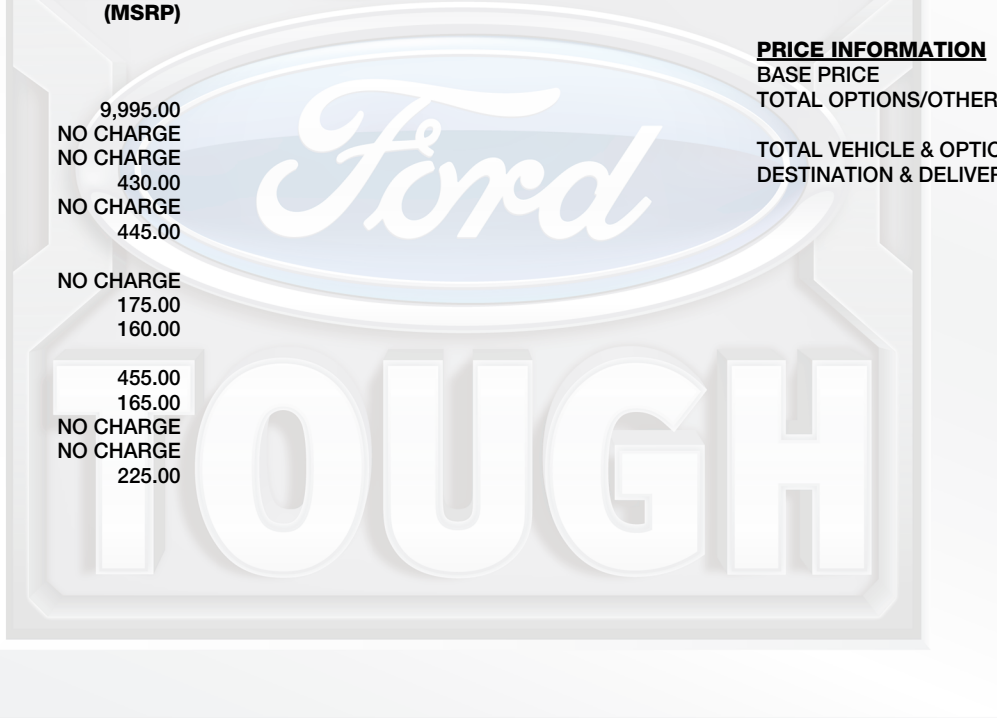 (MSRP)
9,995.00
NO CHARGE
NO CHARGE
430.00
NO CHARGE
445.00
NO CHARGE
175.00
160.00
455.00
165.00
NO CHARGE
NO CHARGE
225.00
PRICE INFORMATION
BASE PRICE
TOTAL OPTIONS/OTHER
TOTAL VEHICLE & OPTIO
DESTINATION & DELIVER
Ford
TOUGH